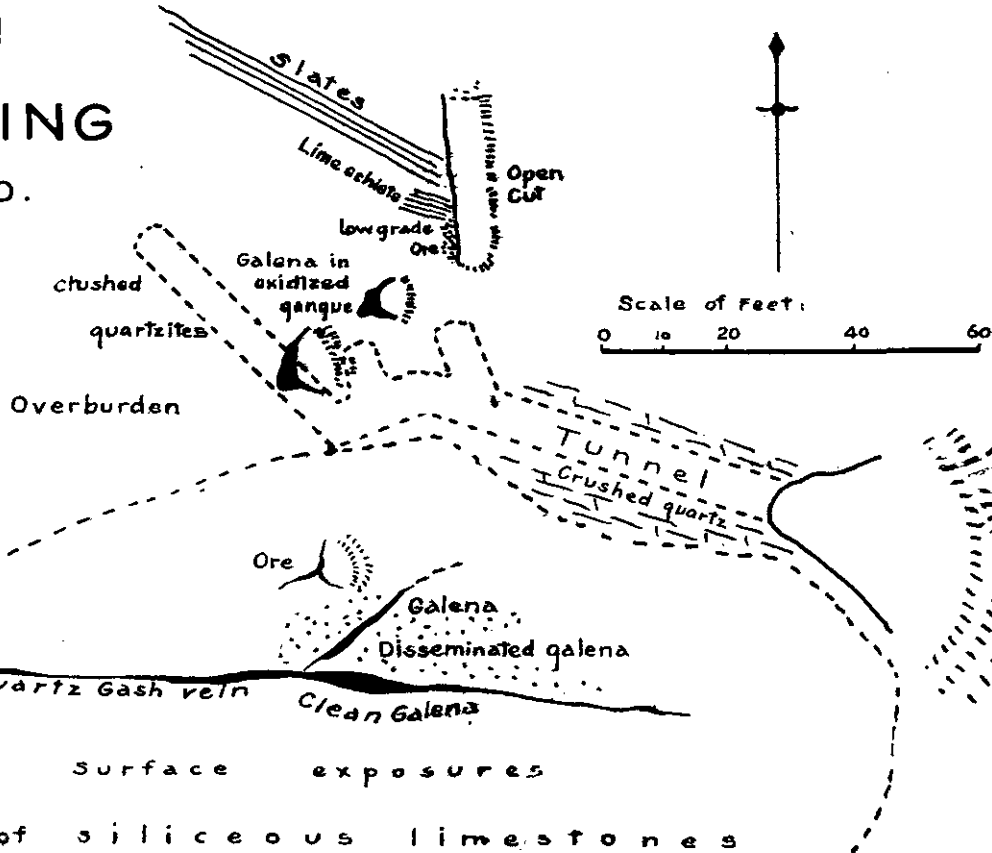 ING
Slates
Lime schists
Open
Cut
low grade
Ore
Galena in
oxidized
gangue
crushed
quartzites
Overburden
Scale of Feet:
0 10 20 40 60
Tunnel
Crushed quartz
Ore
Galena
Disseminated galena
Gash vein
Clean Galena
Surface exposures
of siliceous limestones